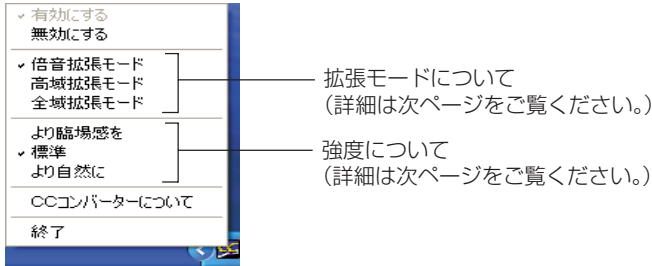 有効にする
無効にする
倍音拡張モード
高域拡張モード
全域拡張モード
より臨場感を
標準
より自然に
CCコンバーターについて
終了
拡張モードについて
（詳細は次ページをご覧ください。）
強度について
（詳細は次ページをご覧ください。）